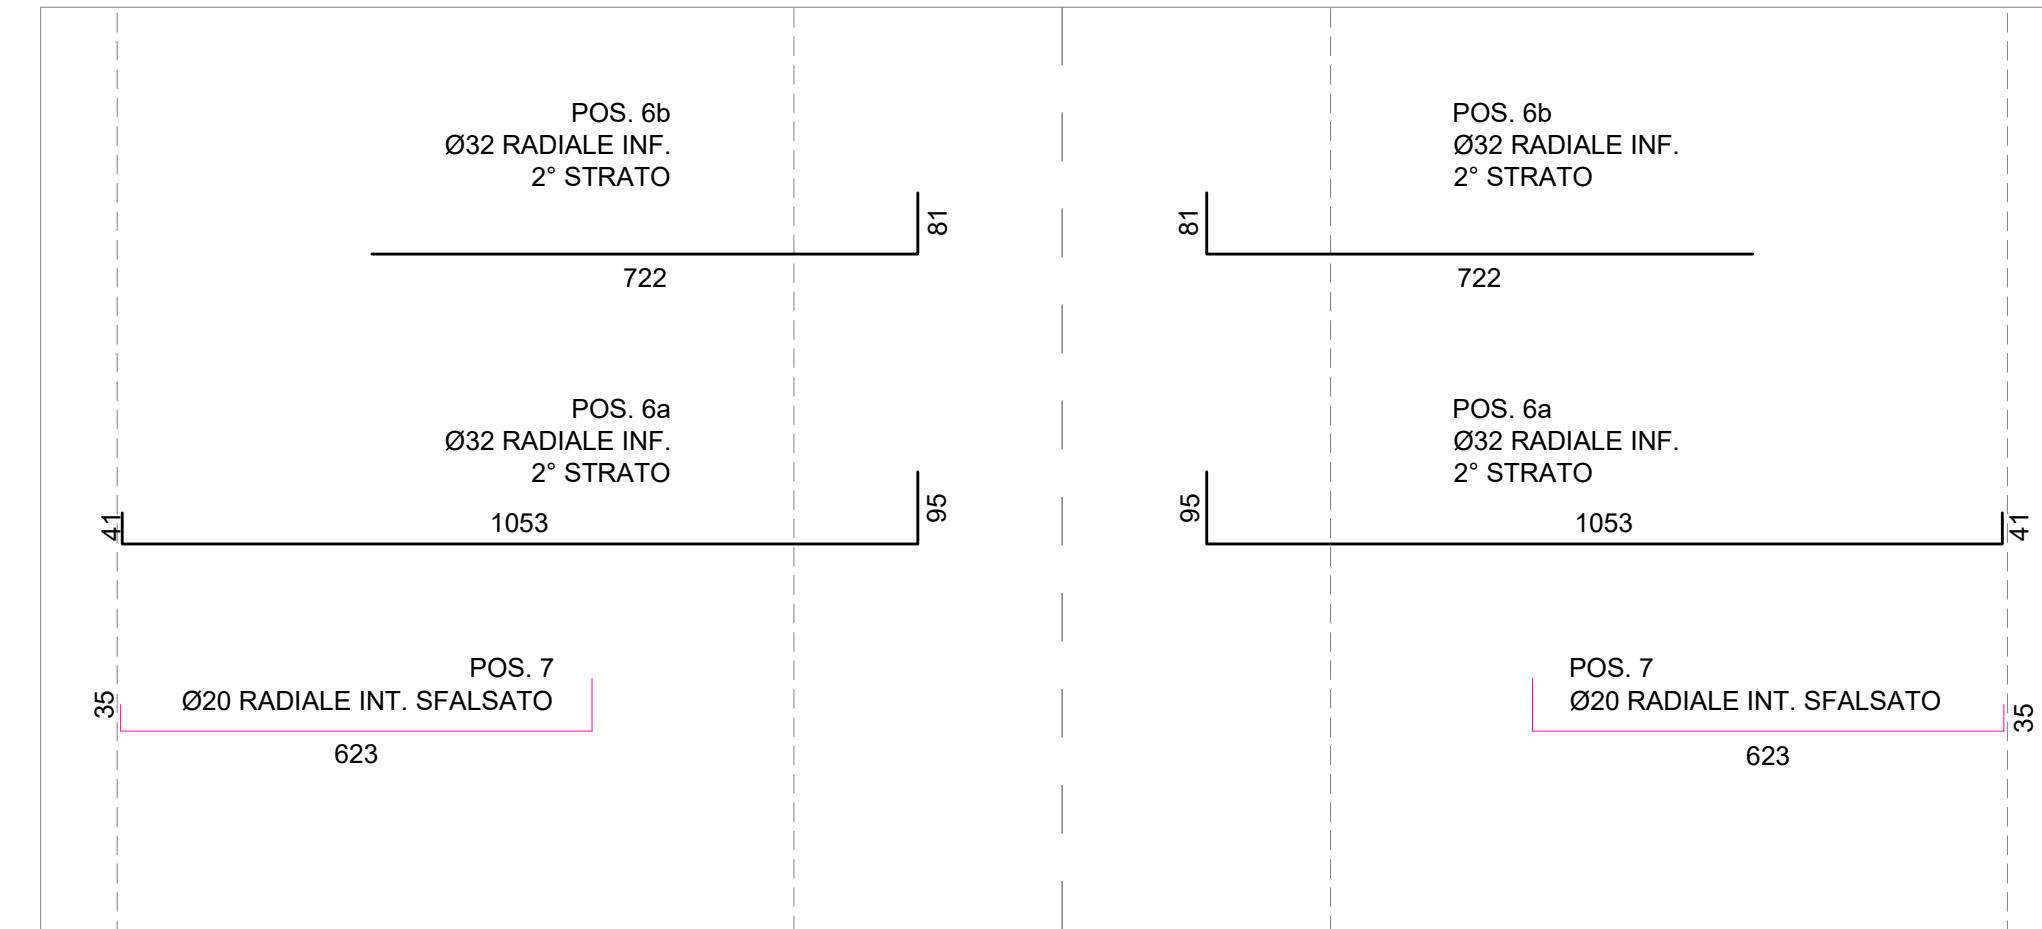 POS. 6b
Ø32 RADIALE INF.
2° STRATO
81
722
POS. 6b
Ø32 RADIALE INF.
2° STRATO
81
722
POS. 6a
Ø32 RADIALE INF.
2° STRATO
41
1053
95
POS. 6a
Ø32 RADIALE INF.
2° STRATO
95
1053
41
POS. 7
Ø20 RADIALE INT. SFALSATO
35
623
POS. 7
Ø20 RADIALE INT. SFALSATO
35
623